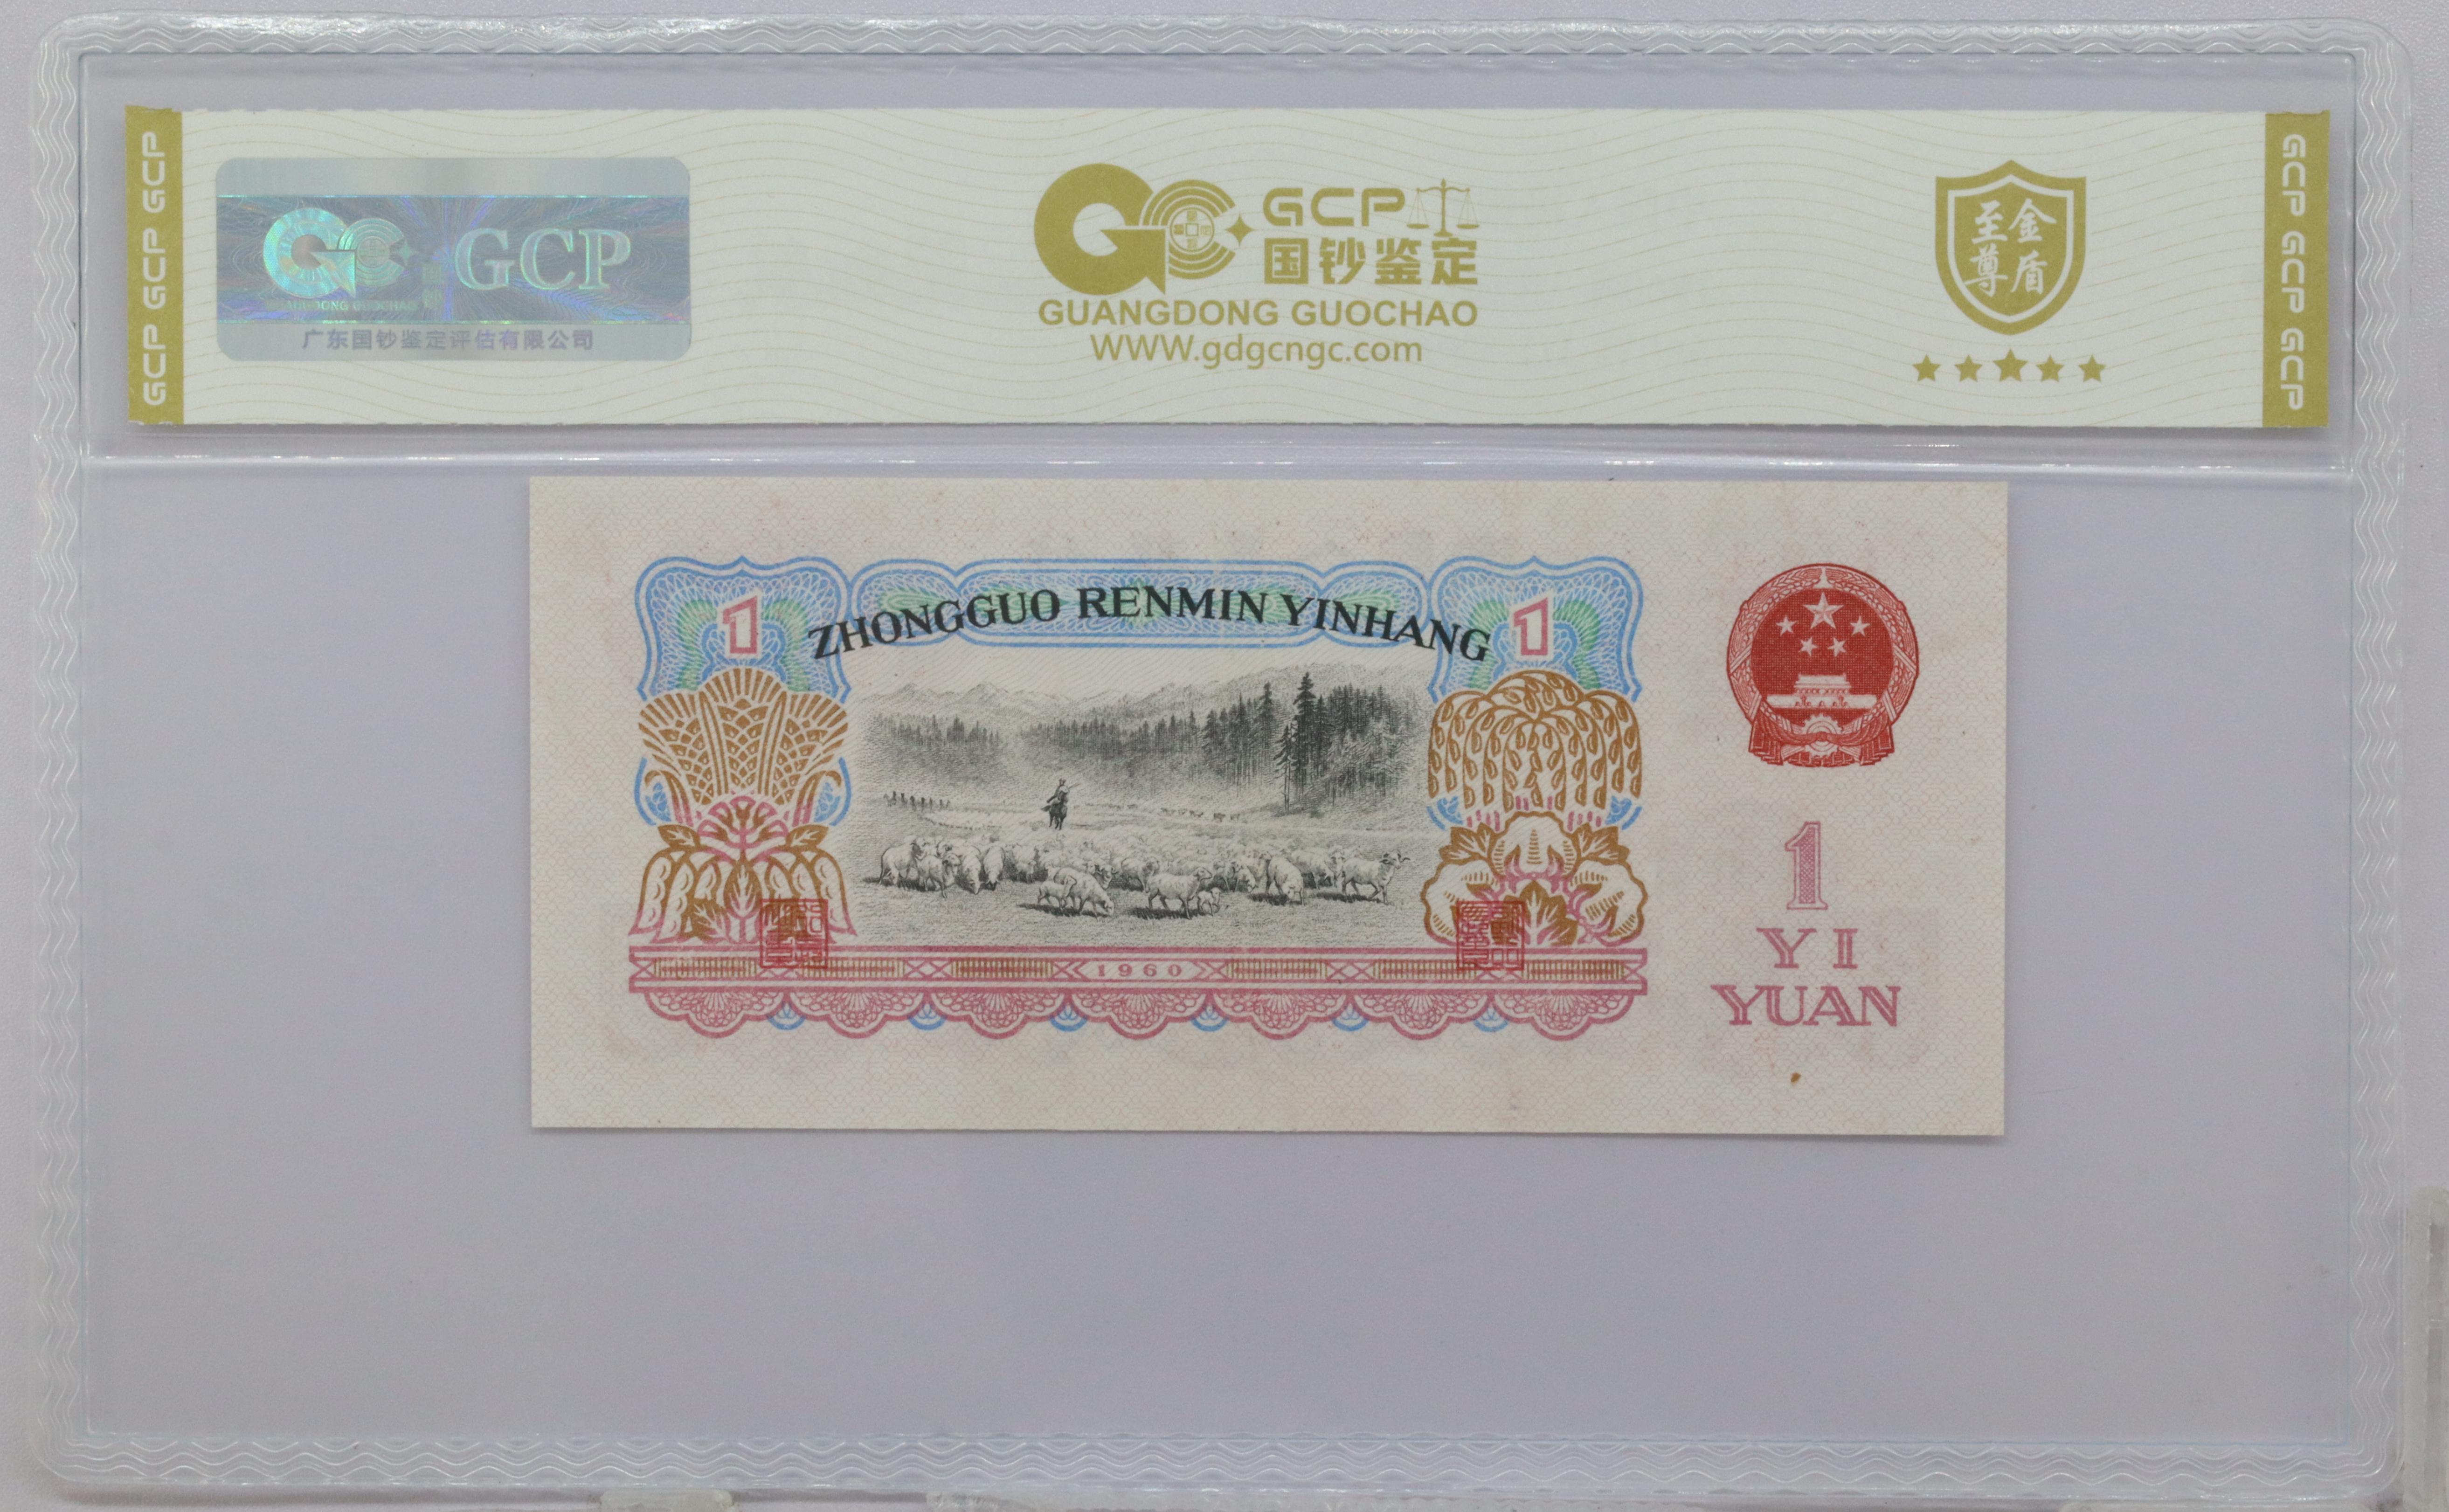 GCP GCP GCP
GCP
GUANGDONG GUOCHAO
广东国钞鉴定评估有限公司
GCP
国钞鉴定
GUANGDONG GUOCHAO
WWW.gdgcngc.com
金盾
至尊
GCP GCP GCP
ZHONGGUO RENMIN YINHANG
1
1
1960
1
YI
YUAN